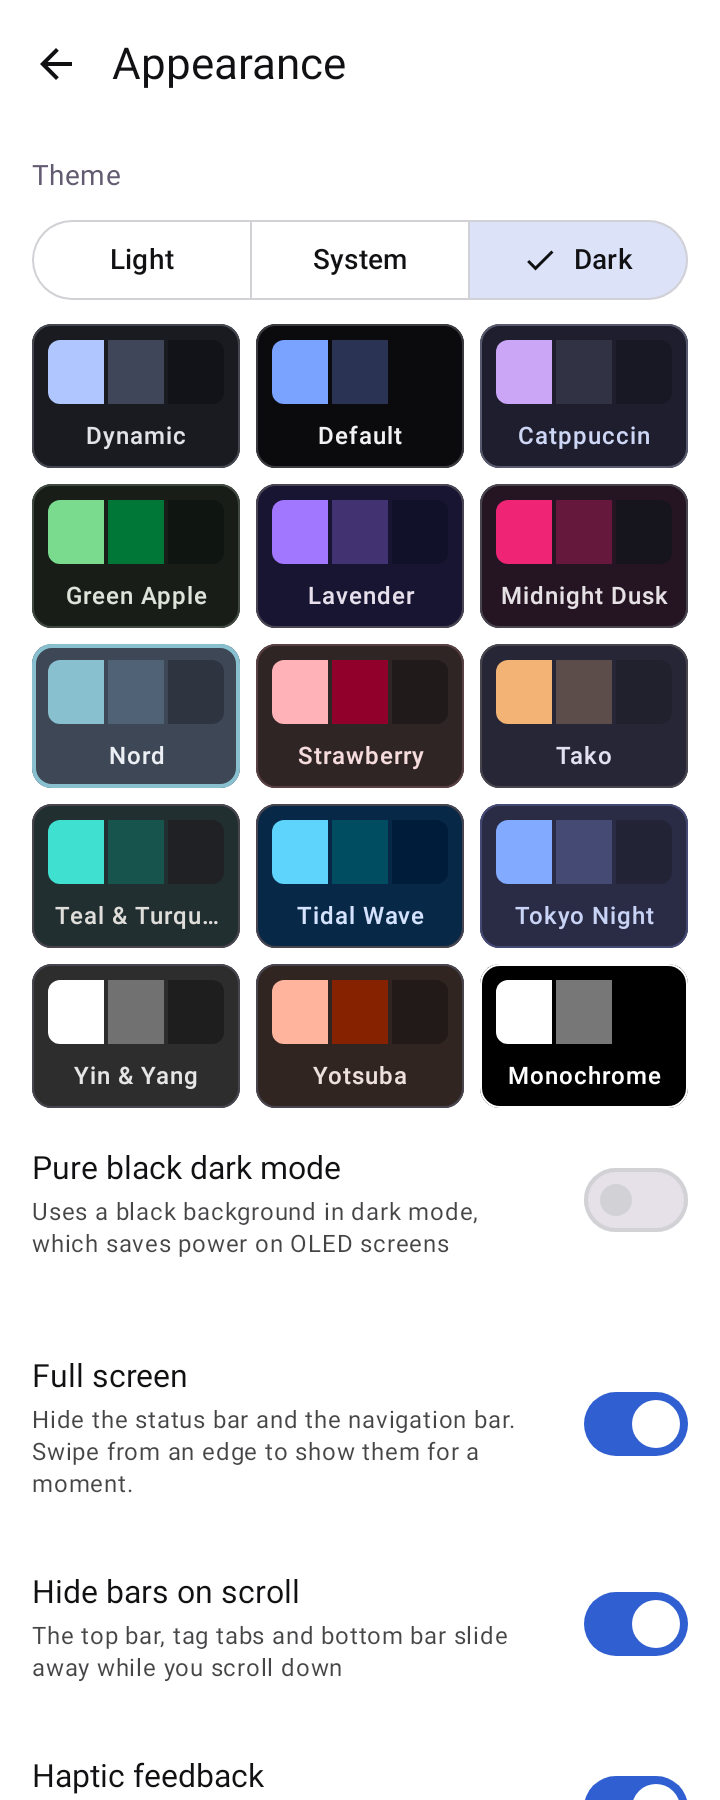 Appearance
Theme
Light
System
Dark
Dynamic
Default
Catppuccin
Green Apple
Lavender
Midnight Dusk
Nord
Strawberry
Tako
Teal & Turqu…
Tidal Wave
Tokyo Night
Yin & Yang
Yotsuba
Monochrome
Pure black dark mode
Uses a black background in dark mode,
which saves power on OLED screens
Full screen
Hide the status bar and the navigation bar.
Swipe from an edge to show them for a
moment.
Hide bars on scroll
The top bar, tag tabs and bottom bar slide
away while you scroll down
Haptic feedback